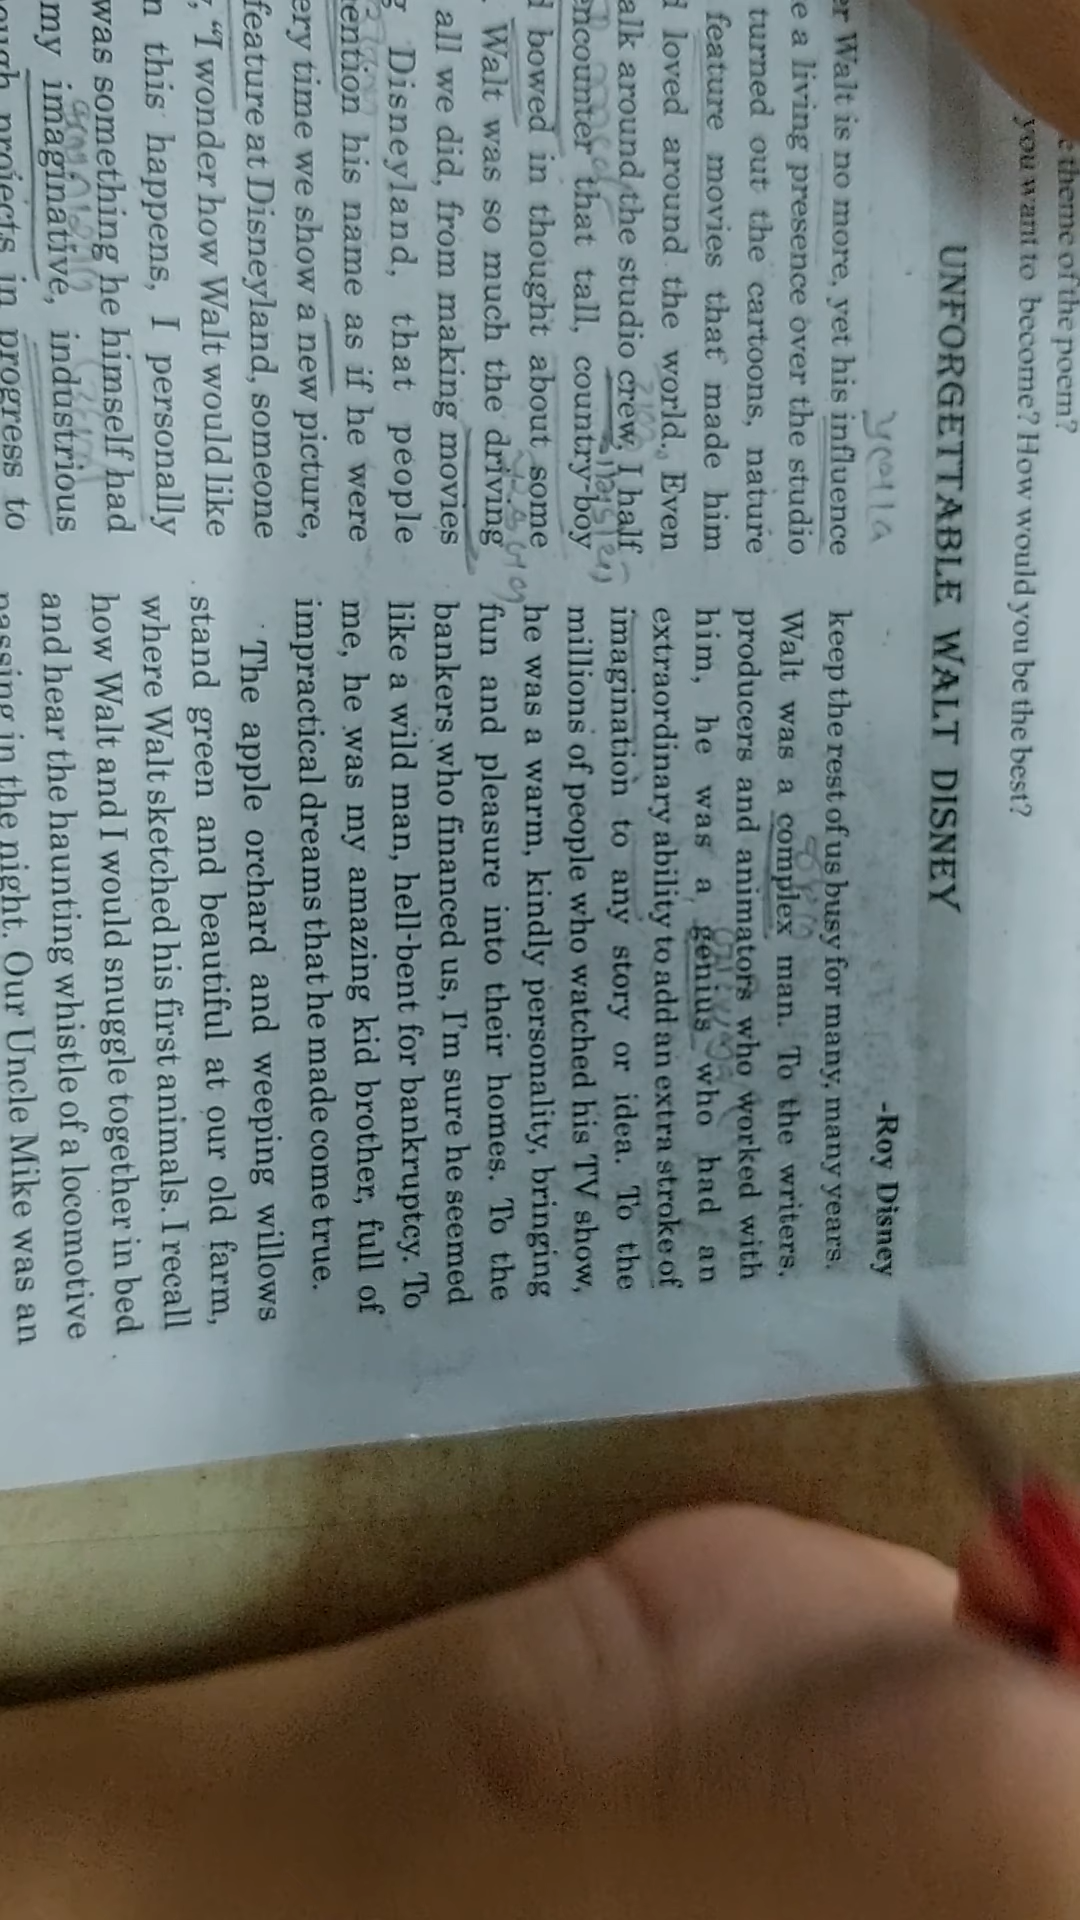 theme of the poem?
you want to become? How would you be the best?
UNFORGETTABLE WALT DISNEY
-Roy Disney
Walt is no more, yet his influence
a living presence over the studio
turned out the cartoons, nature
feature movies that made him
loved around the world. Even
around the studio crew, I half
encounter that tall, country-boy
bowed in thought about some
. Walt was so much the driving
all we did, from making movies
Disneyland, that people
his name as if he were
time we show a new picture,
feature at Disneyland, someone
, "I wonder how Walt would like
this happens, I personally
was something he himself had
my imaginative, industrious
projects in progress to
keep the rest of us busy for many, many years.
Walt was a complex man. To the writers,
producers and animators who worked with
him, he was a genius who had an
extraordinary ability to add an extra stroke of
imagination to any story or idea. To the
millions of people who watched his TV show,
he was a warm, kindly personality, bringing
fun and pleasure into their homes. To the
bankers who financed us, I'm sure he seemed
like a wild man, hell-bent for bankruptcy. To
me, he was my amazing kid brother, full of
impractical dreams that he made come true.
The apple orchard and weeping willows
stand green and beautiful at our old farm,
where Walt sketched his first animals. I recall
how Walt and I would snuggle together in bed
and hear the haunting whistle of a locomotive
passing in the night. Our Uncle Mike was an